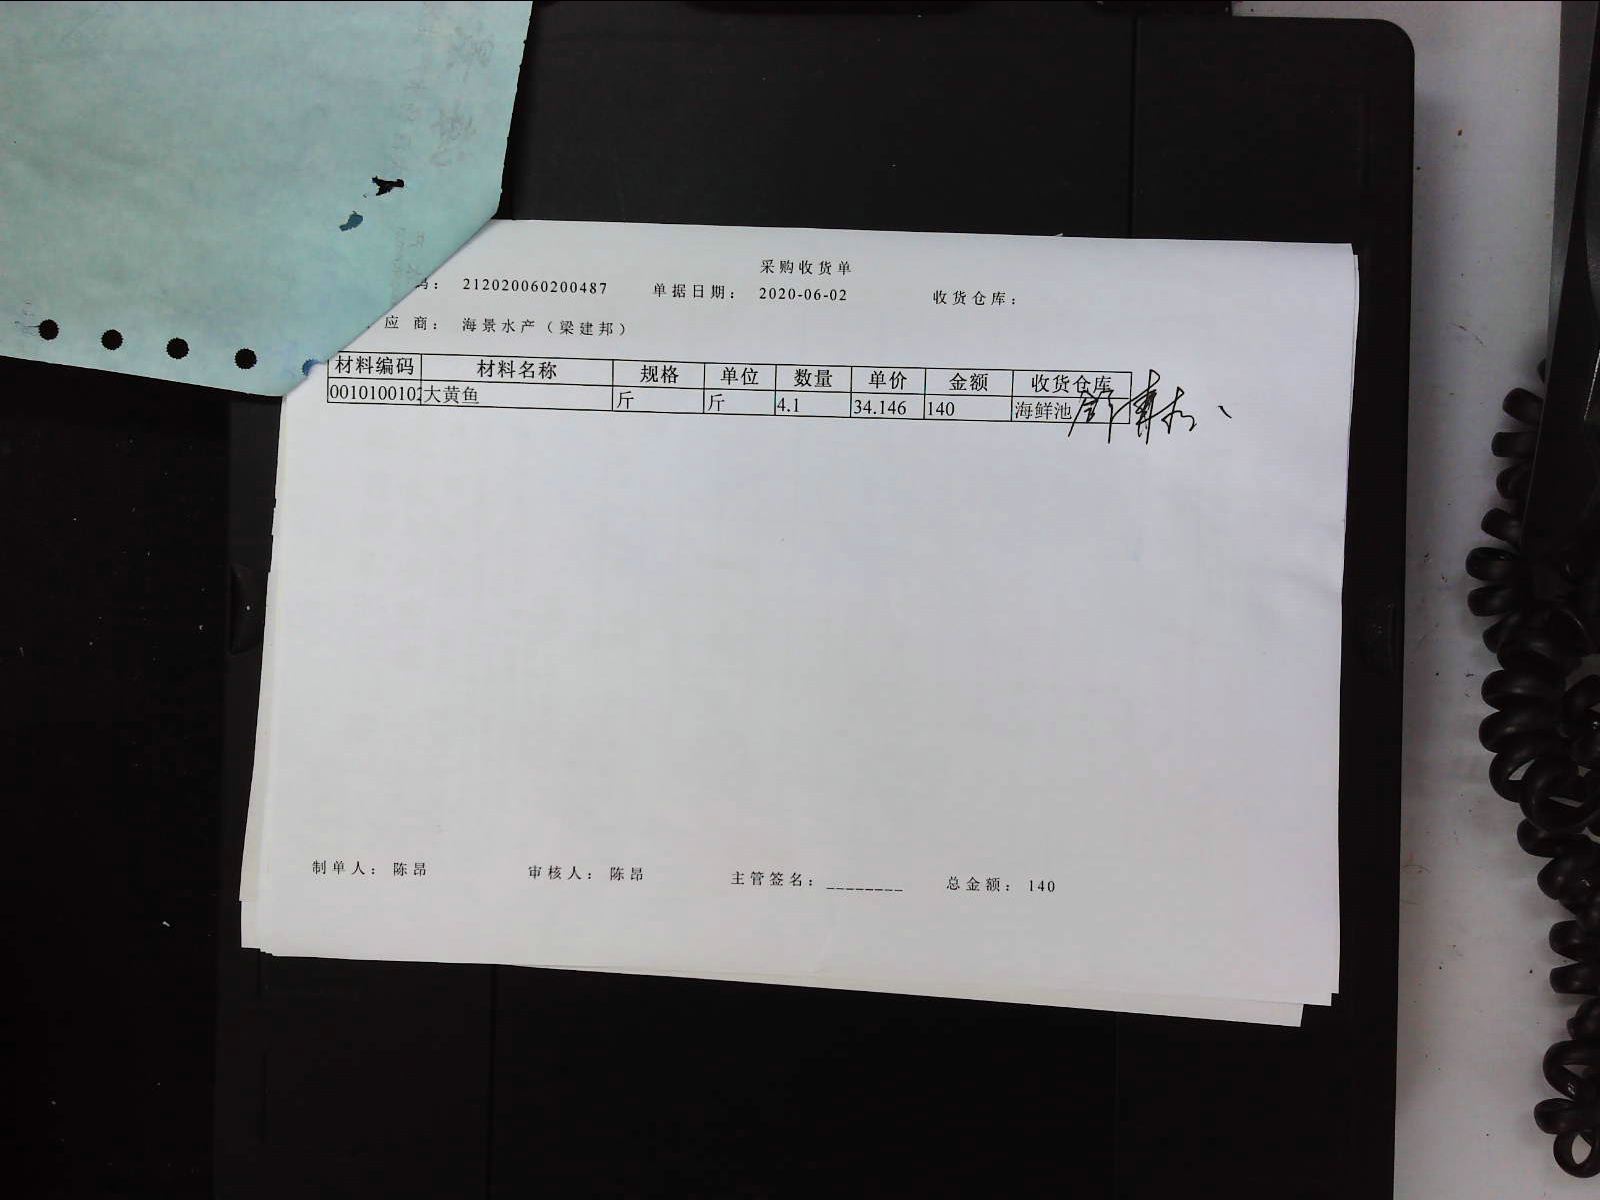 采购收货单
码： 212020060200487 单据日期： 2020-06-02 收货仓库：
应 商： 海景水产（梁建邦）
材料编码 材料名称 规格 单位 数量 单价 金额 收货仓库
0010100102 大黄鱼 斤 斤 4.1 34.146 140 海鲜池
制单人： 陈昂 审核人： 陈昂 主管签名：________ 总金额： 140